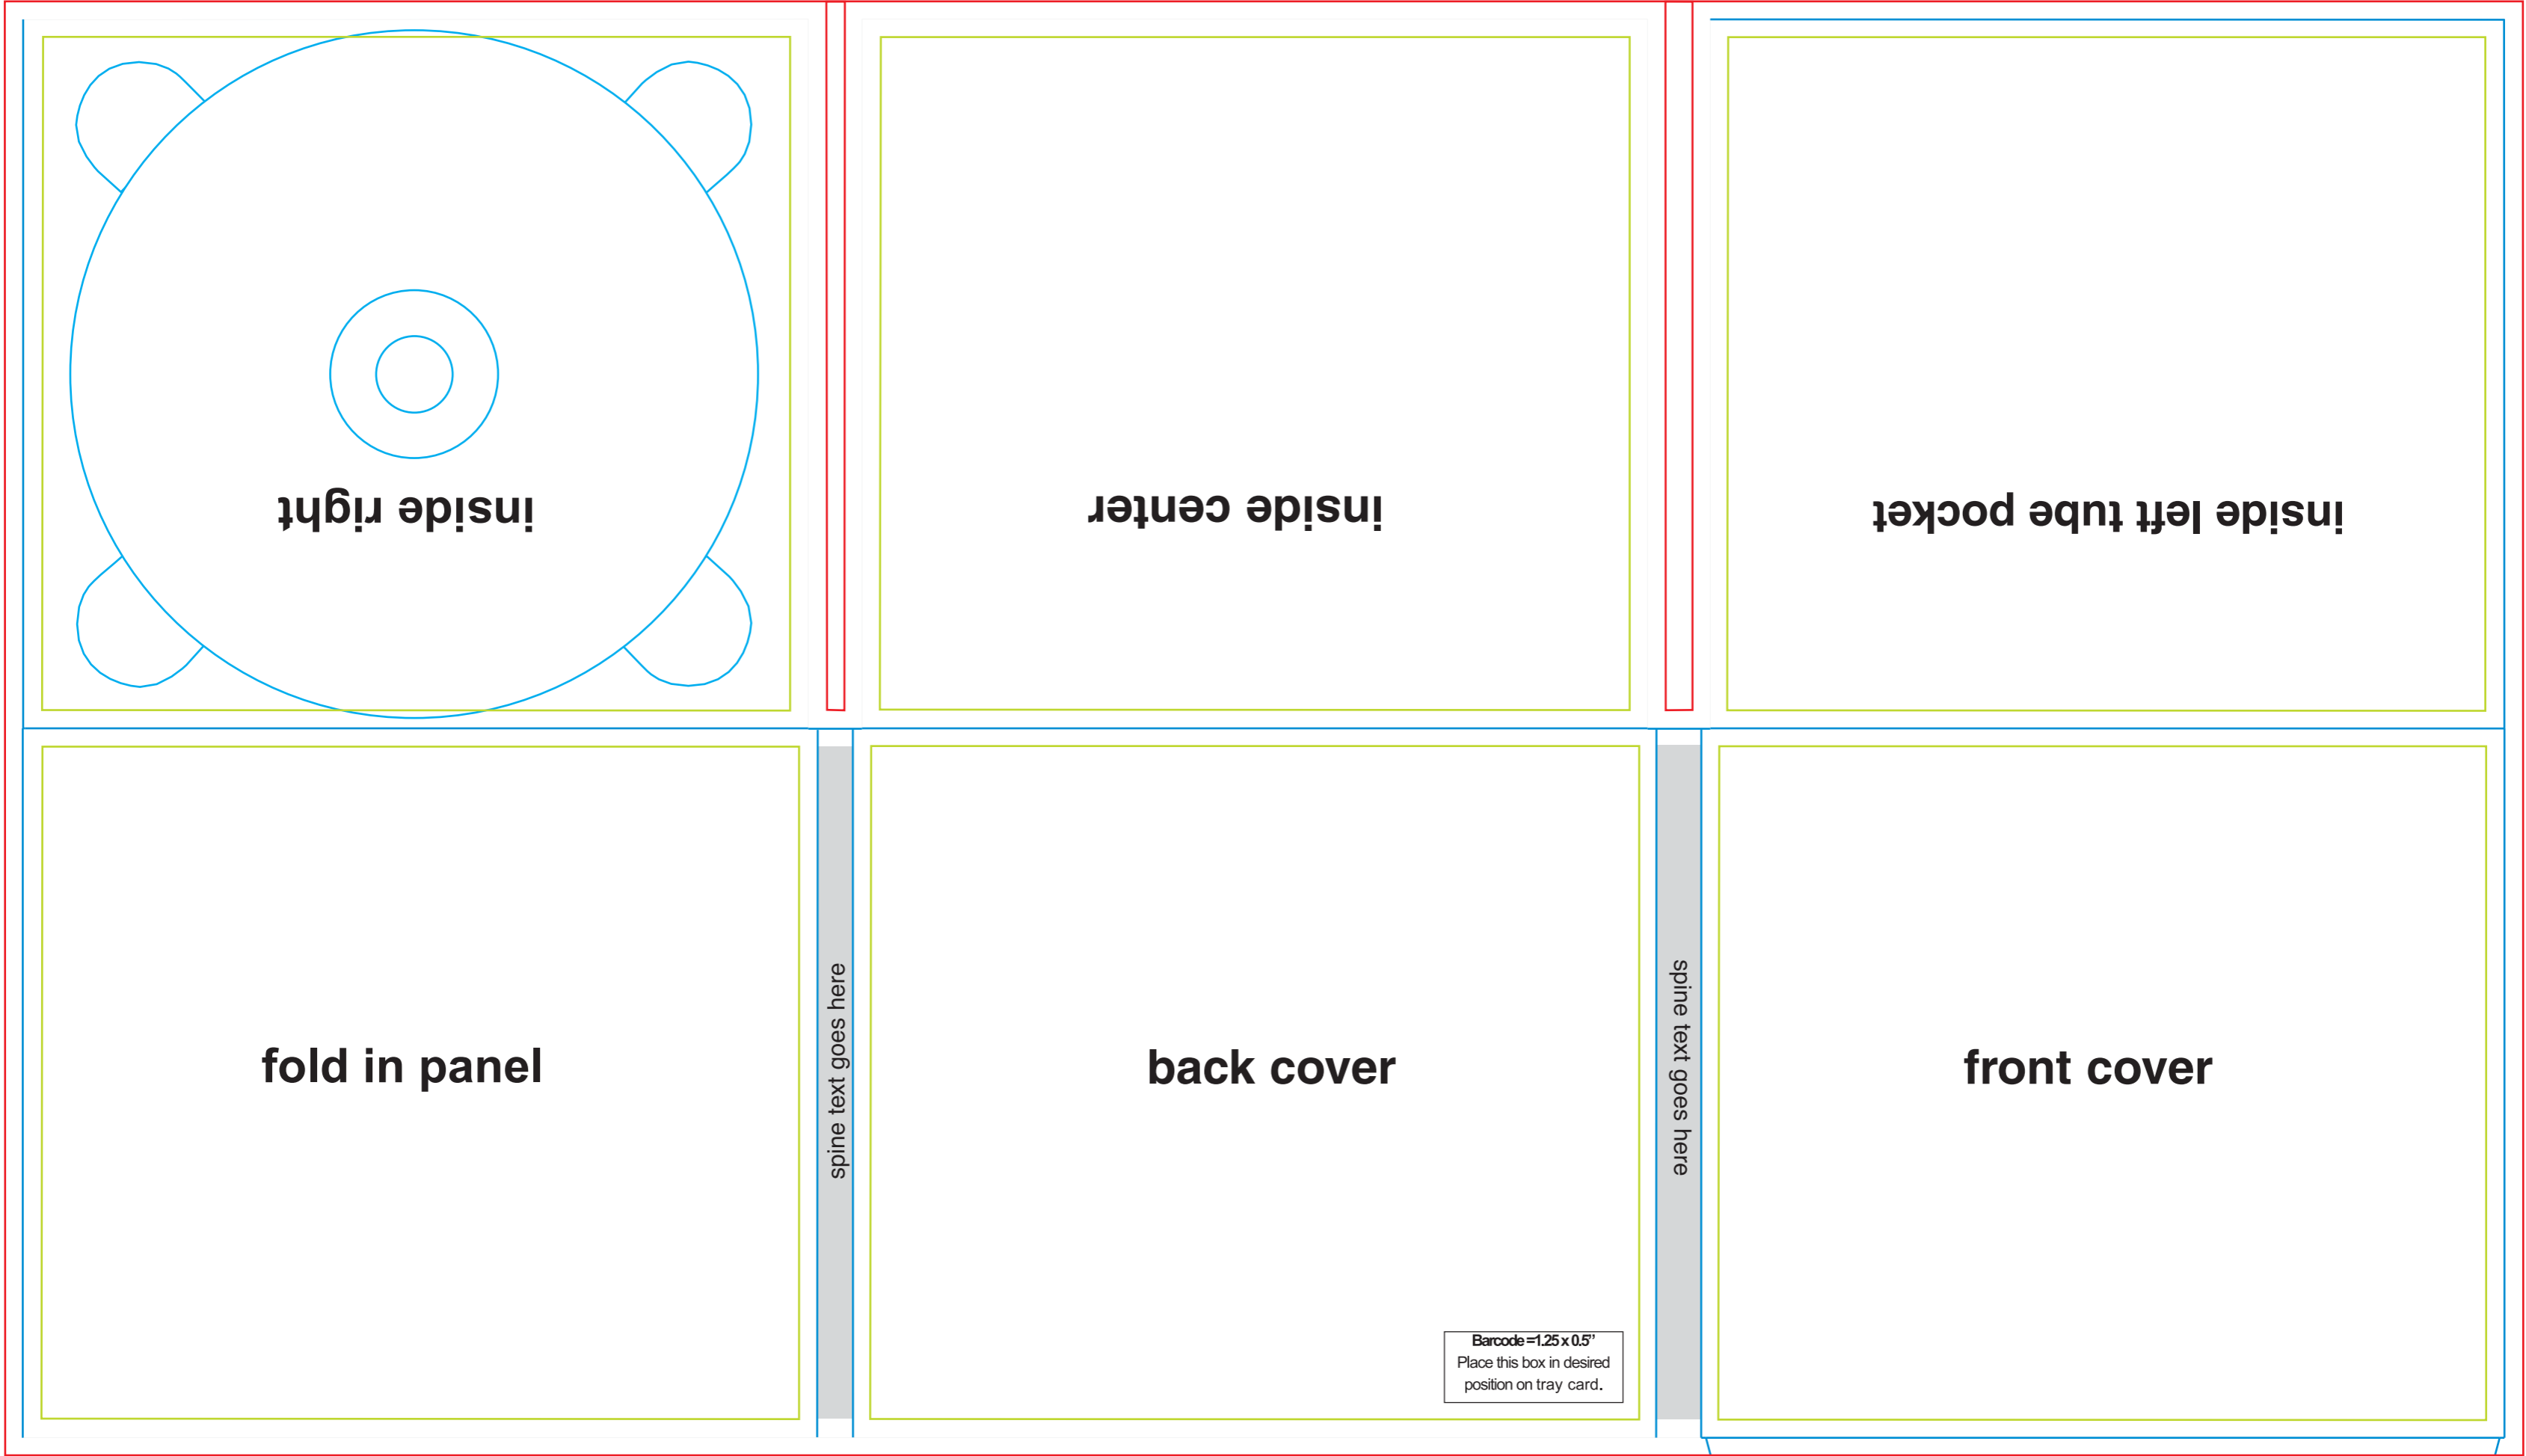 inside right
inside center
inside left tube pocket
fold in panel
spine text goes here
back cover
spine text goes here
front cover
Barcode =1.25 x 0.5”
Place this box in desired
position on tray card.